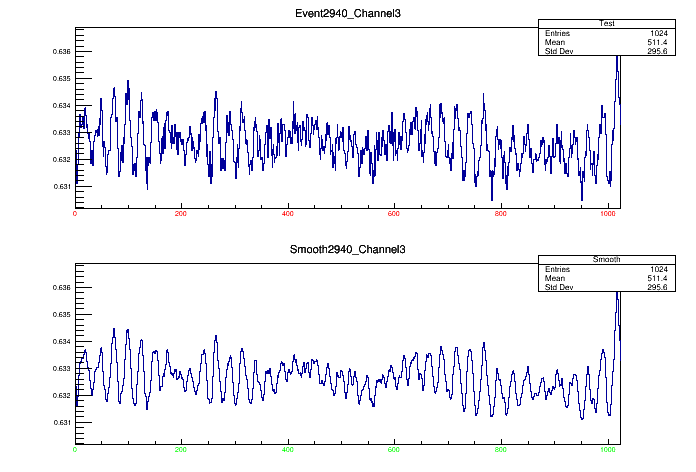 Event2940_Channel3
Test
Entries 1024
Mean 511.4
Std Dev 295.6
0.636
0.635
0.634
0.633
0.632
0.631
0 200 400 600 800 1000
Smooth2940_Channel3
Smooth
Entries 1024
Mean 511.4
Std Dev 295.6
0.636
0.635
0.634
0.633
0.632
0.631
0 200 400 600 800 1000